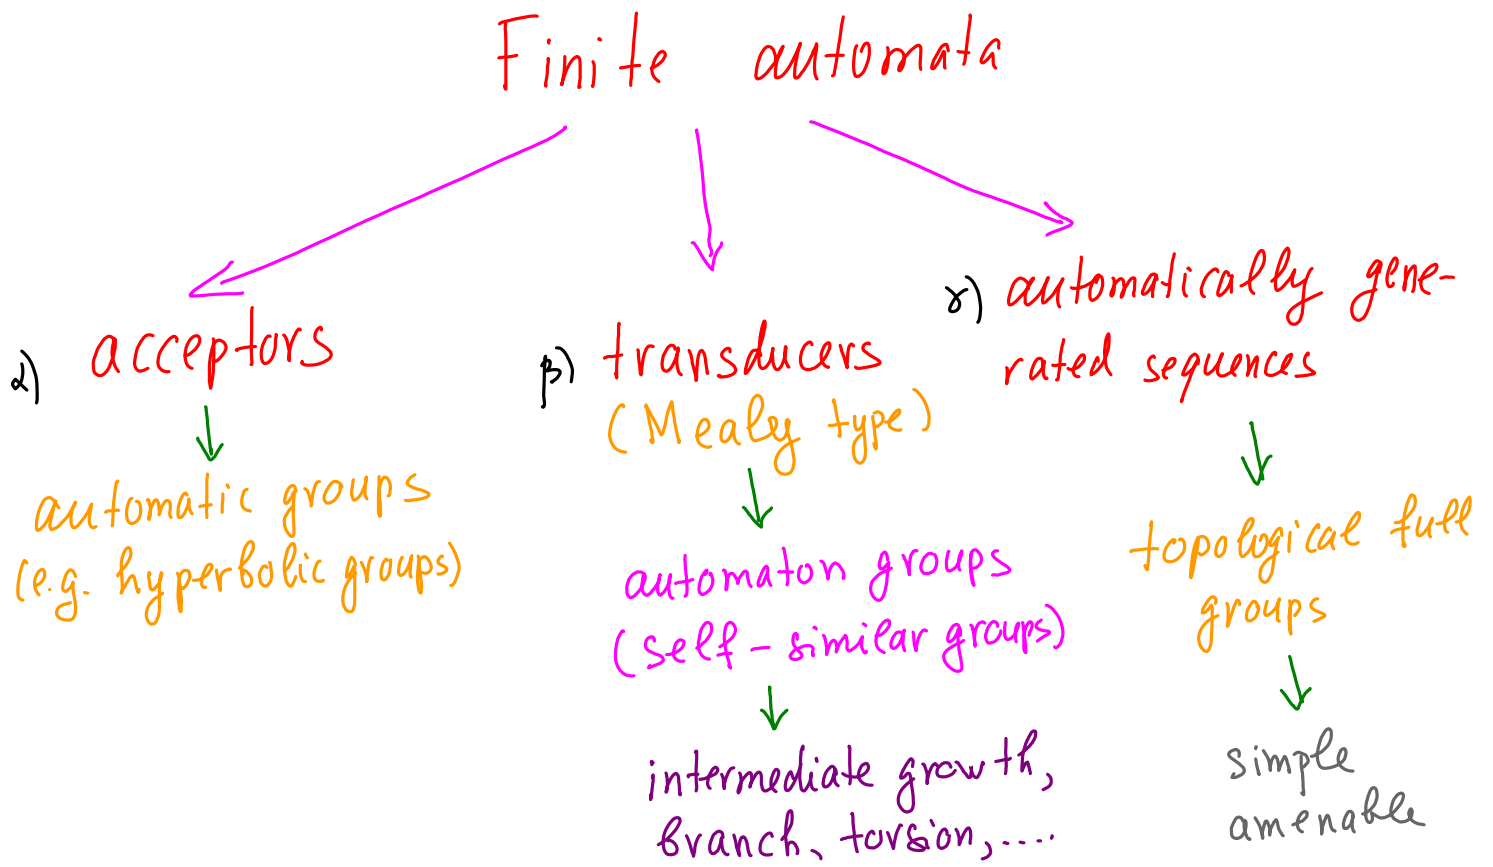 Finite automata
α) acceptors
automatic groups
(e.g. hyperbolic groups)
β) transducers
(Mealy type)
automaton groups
(self-similar groups)
intermediate growth,
branch, torsion, ....
γ) automatically gene-
rated sequences
topological full
groups
simple
amenable